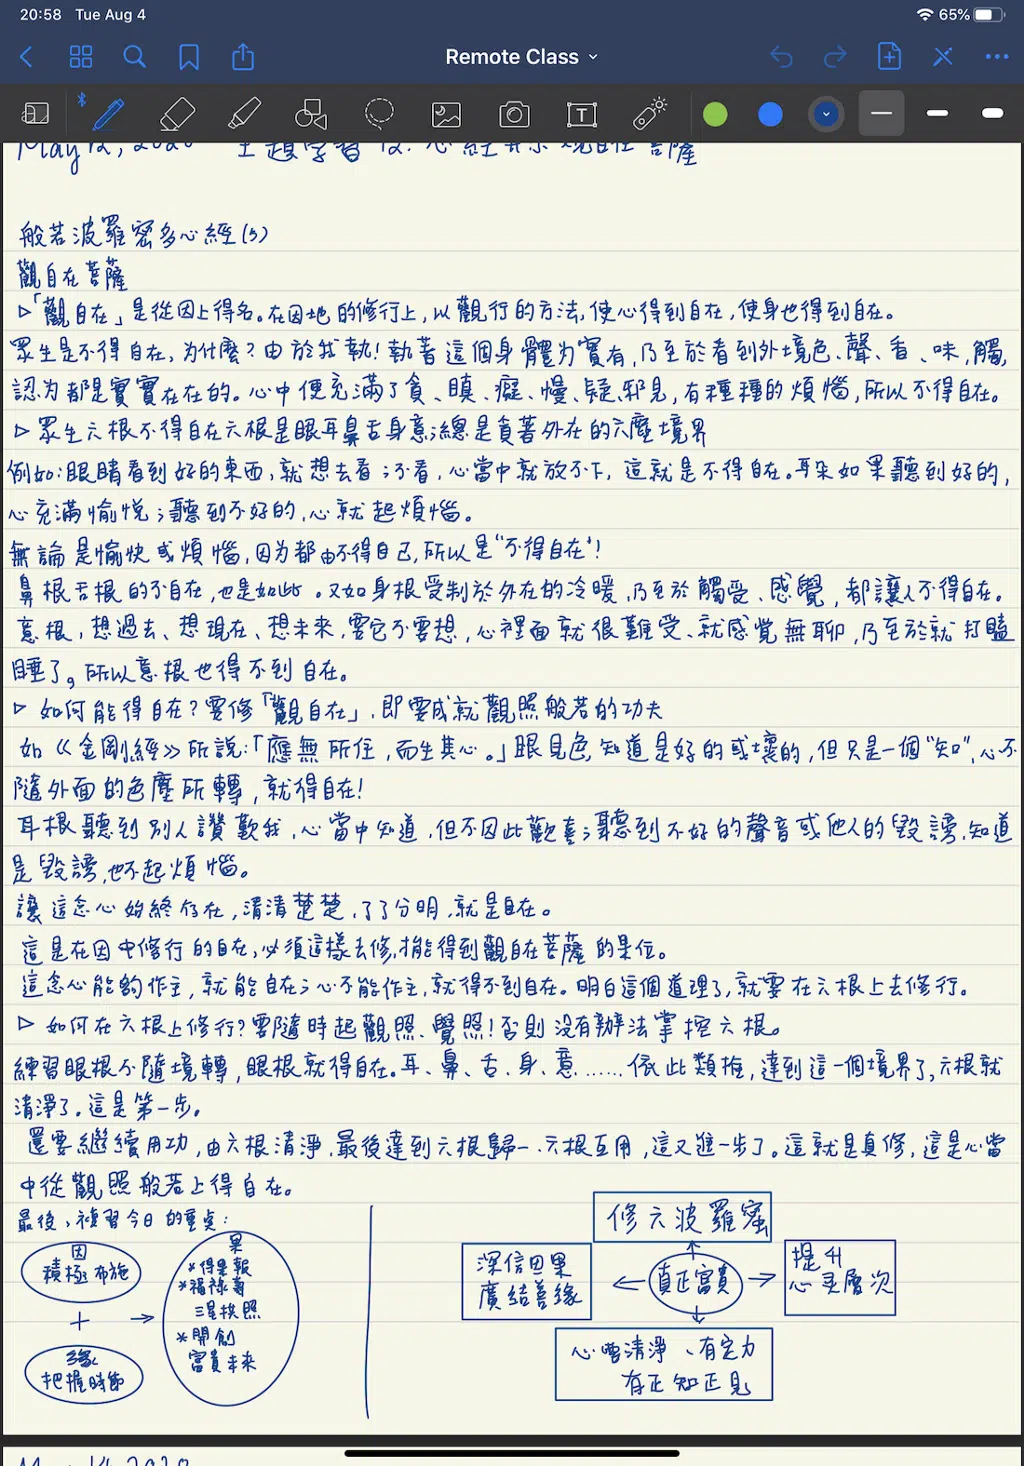 20:58 Tue Aug 4
65%
Remote Class
May 12, 2020 主題學習
般若波羅密多心經(3)
觀自在菩薩
▷「觀自在」是從因上得名。在因地的修行上,以觀行的方法,使心得到自在,使身也得到自在。
眾生是不得自在,为什麼?由於我執!執著這個身體为實有,乃至於看到外境色、聲、香、味,觸,
認为都是實實在在的。心中便充滿了貪、瞋、癡、慢、疑、邪見,有種種的煩惱,所以不得自在。
▷眾生六根不得自在六根是眼耳鼻舌身意;總是負著外在的六塵境界
例如:眼睛看到好的東西,就想去看;不看,心當中就放不下,這就是不得自在。耳朵如果聽到好的,
心充滿愉悅;聽到不好的,心就起煩惱。
無論是愉快或煩惱,因为都由不得自己,所以是"不得自在"!
鼻根舌根的不自在,也是如此。又如身根受制於外在的冷暖,乃至於觸受、感覺,都讓人不得自在。
意根,想過去、想現在、想未來,要它不要想,心裡面就很難受、就感覚無聊,乃至於就打瞌
睡了。所以意根也得不到自在。
▷如何能得自在?要修「觀自在」,即要成就觀照般若的功夫
如《金剛經》所說:「應無所住,而生其心。」眼見色,知道是好的或壞的,但只是一個"知",心不
隨外面的色塵所轉,就得自在!
耳根聽到別人讚歎我,心當中知道,但不因此歡喜;聽到不好的聲音或他人的毀謗,知道
是毀謗,也不起煩惱。
讓這念心始終存在,清清楚楚,了了分明,就是自在。
這是在因中修行的自在,必須這樣去修,才能得到觀自在菩薩的果位。
這念心能夠作主,就能自在;心不能作主,就得不到自在。明白這個道理了,就要在六根上去修行。
▷如何在六根上修行?要隨時起觀照、覺照!否則沒有辦法掌控六根。
練習眼根不隨境轉,眼根就得自在。耳、鼻、舌、身、意……依此類推,達到這一個境界了,六根就
清淨了。這是第一步。
還要繼續用功,由六根清淨,最後達到六根歸一、六根互用,這又進一步了。這就是真修,這是心當
中從觀照般若上得自在。
最後,複習今日的重点:
因
積極布施
+
緣
把握時節
→
果
*得是報
*福祿壽
三星拱照
*開創
富貴未來
修六波羅蜜
深信因果
廣結善緣
真正富貴
提升
心灵層次
心要清淨、有定力
有正知正見